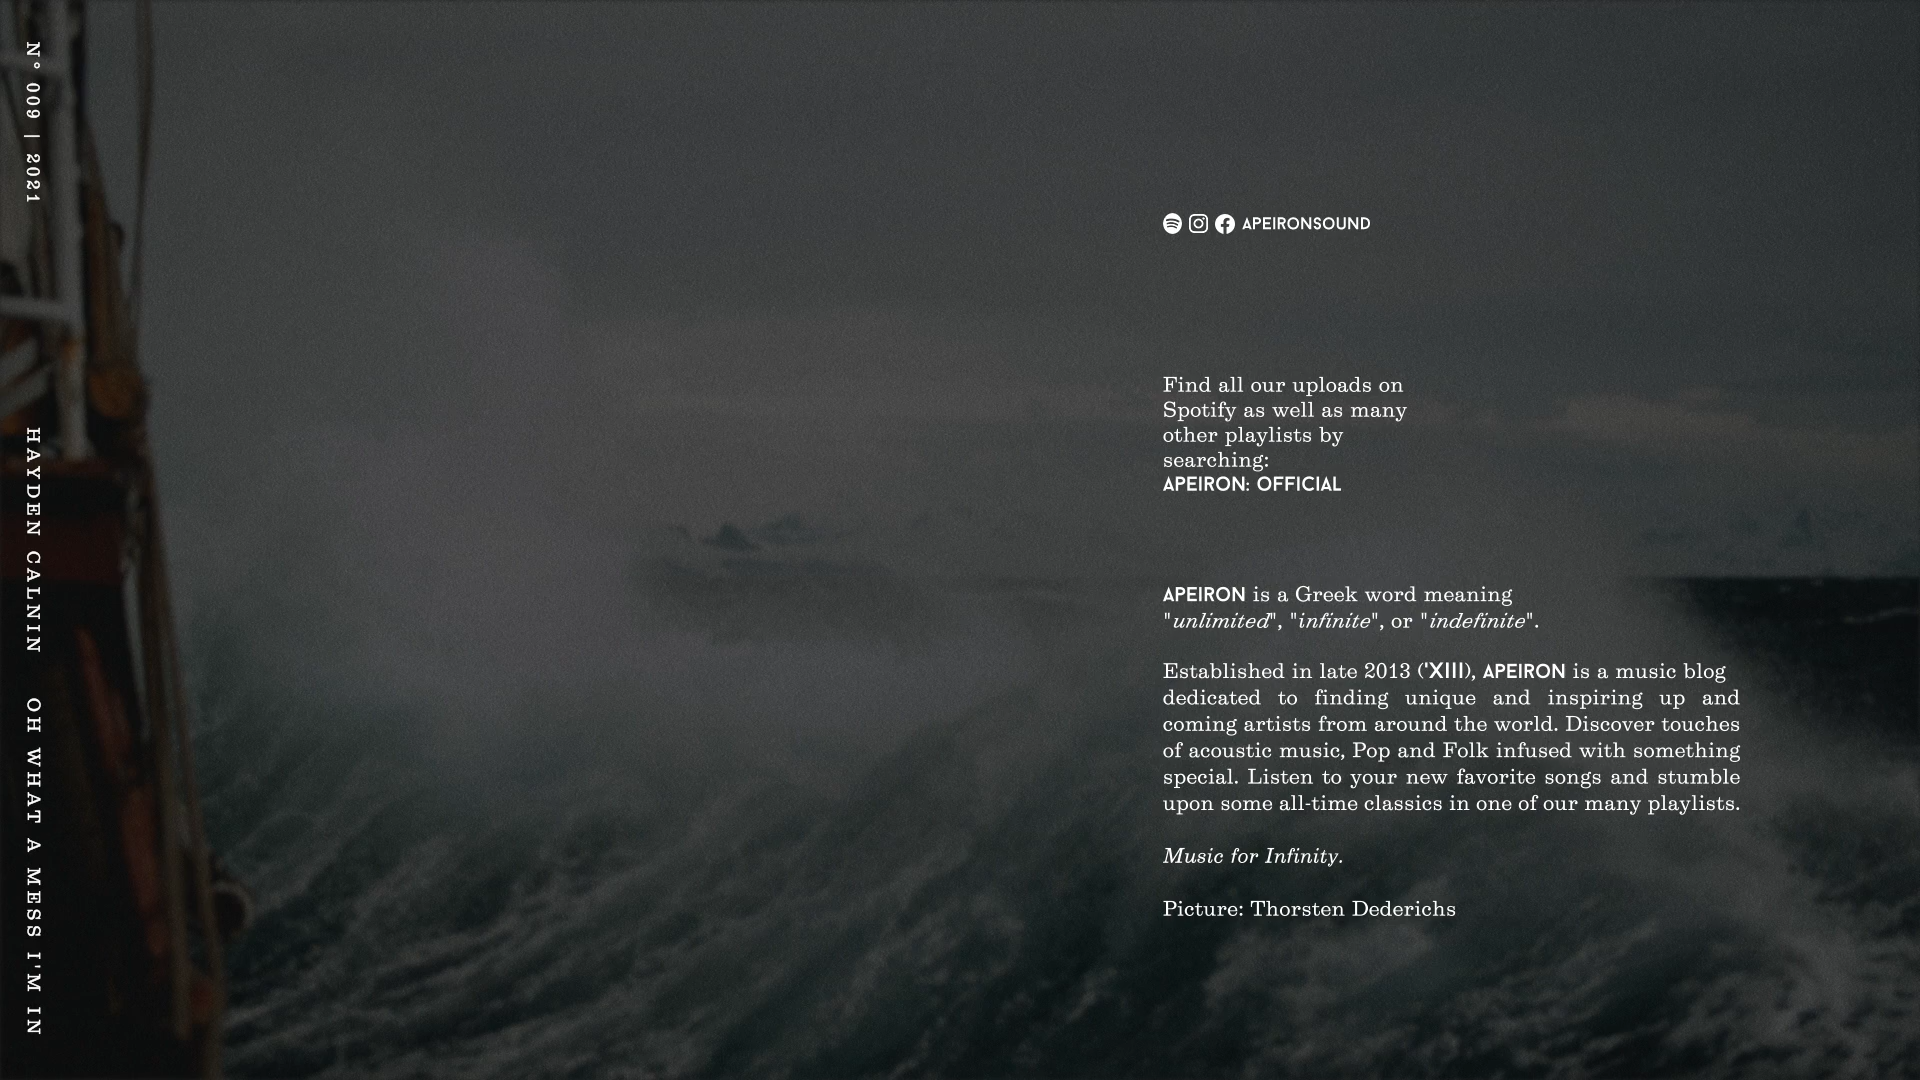 N° 009 | 2021
HAYDEN CALNIN
OH WHAT A MESS I'M IN
APEIRONSOUND
Find all our uploads on
Spotify as well as many
other playlists by
searching:
APEIRON: OFFICIAL
APEIRON is a Greek word meaning
"unlimited", "infinite", or "indefinite".
Established in late 2013 ('XIII), APEIRON is a music blog
dedicated to finding unique and inspiring up and
coming artists from around the world. Discover touches
of acoustic music, Pop and Folk infused with something
special. Listen to your new favorite songs and stumble
upon some all-time classics in one of our many playlists.
Music for Infinity.
Picture: Thorsten Dederichs